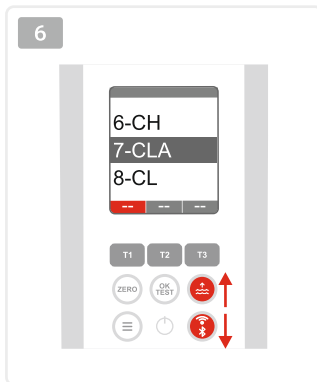 6
6-CH
7-CLA
8-CL
-- -- --
T1 T2 T3
ZERO
OK
TEST